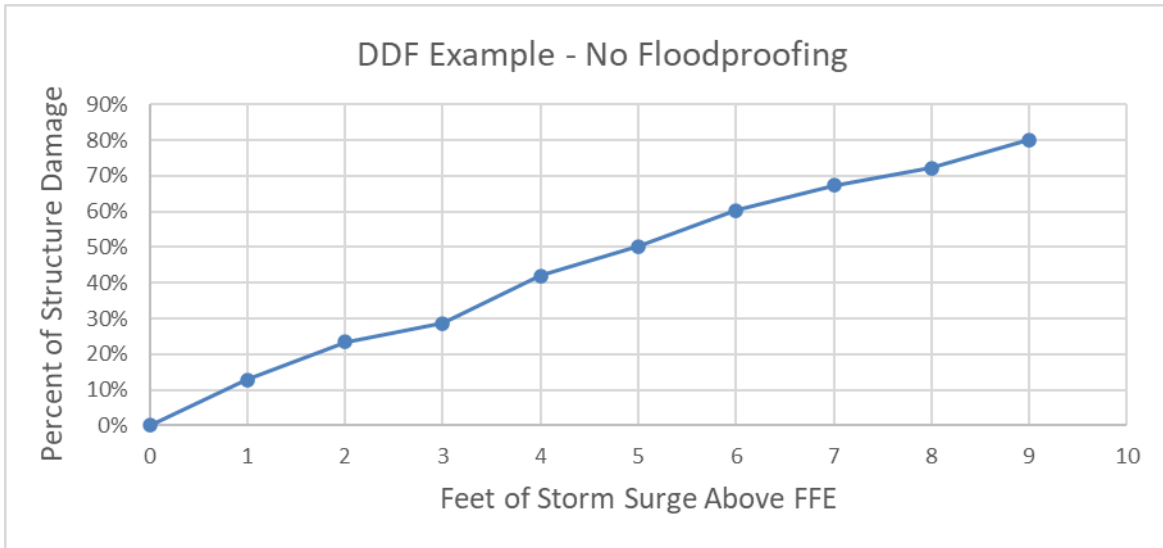 DDF Example - No Floodproofing
Percent of Structure Damage
90%
80%
70%
60%
50%
40%
30%
20%
10%
0%
0 1 2 3 4 5 6 7 8 9 10
Feet of Storm Surge Above FFE